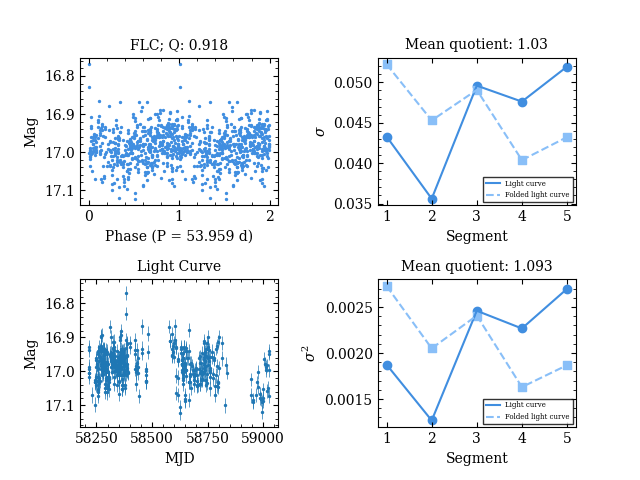 FLC; Q: 0.918
Mag
16.8
16.9
17.0
17.1
0
1
2
Phase (P = 53.959 d)
Mean quotient: 1.03
σ
0.050
0.045
0.040
0.035
Light curve
Folded light curve
1
2
3
4
5
Segment
Light Curve
Mag
16.8
16.9
17.0
17.1
58250
58500
58750
59000
MJD
Mean quotient: 1.093
σ²
0.0025
0.0020
0.0015
Light curve
Folded light curve
1
2
3
4
5
Segment